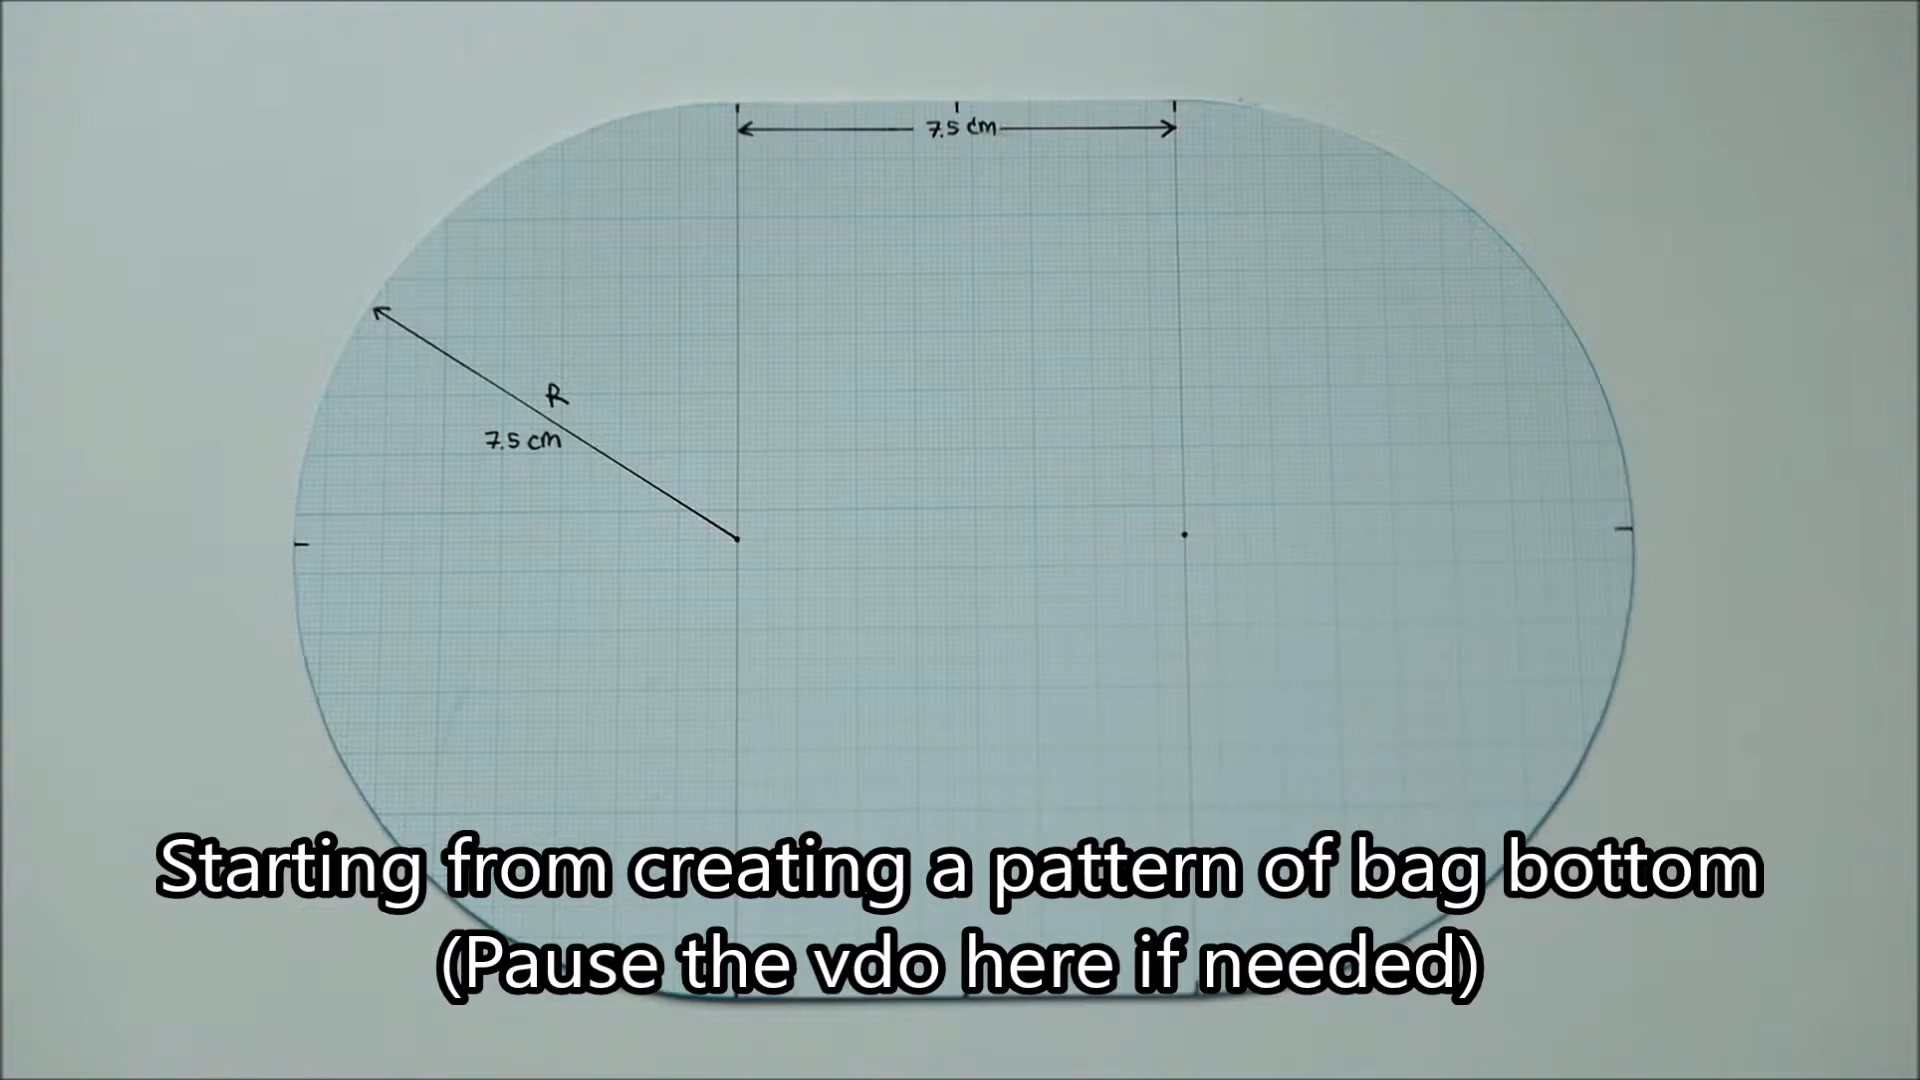 7.5 cm
R
7.5 cm
Starting from creating a pattern of bag bottom
(Pause the vdo here if needed)